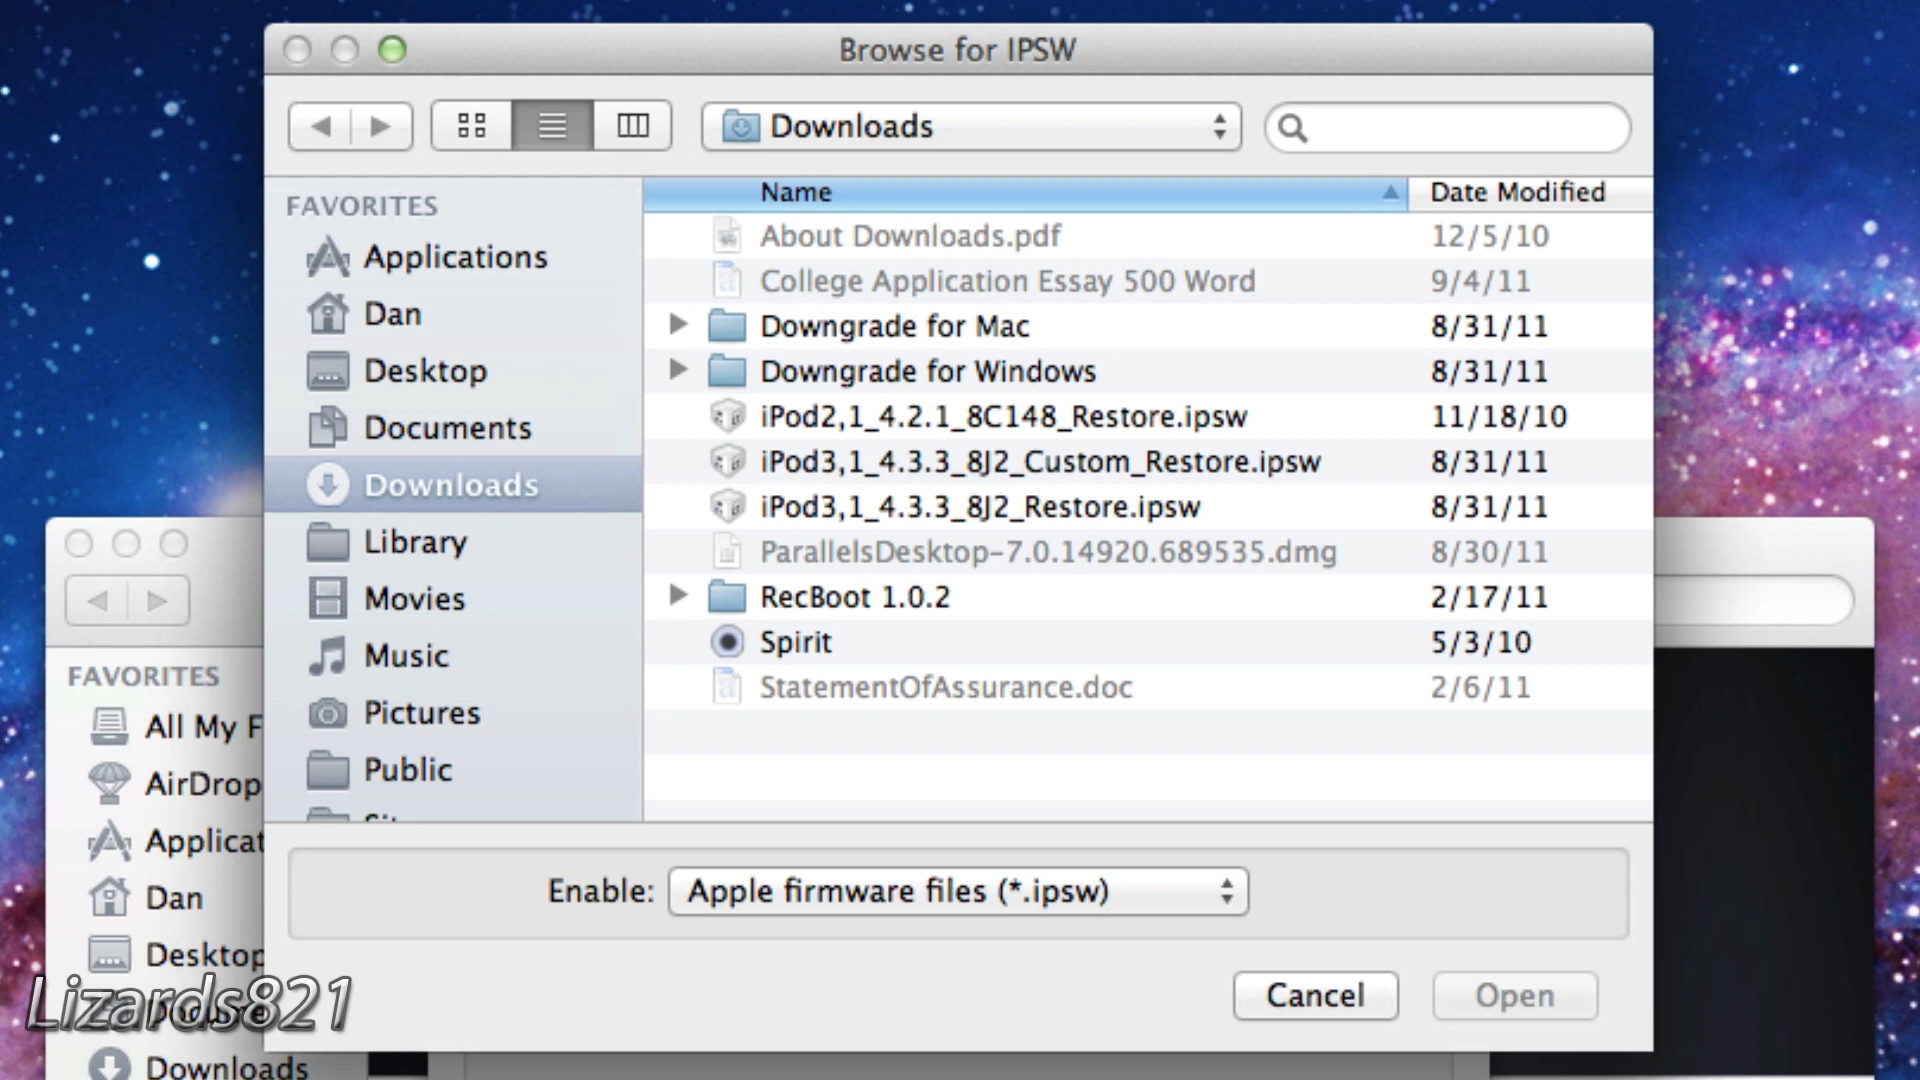 Browse for IPSW
Downloads
FAVORITES
Applications
Dan
Desktop
Documents
Downloads
Library
Movies
Music
Pictures
Public
Name Date Modified
About Downloads.pdf 12/5/10
College Application Essay 500 Word 9/4/11
Downgrade for Mac 8/31/11
Downgrade for Windows 8/31/11
iPod2,1_4.2.1_8C148_Restore.ipsw 11/18/10
iPod3,1_4.3.3_8J2_Custom_Restore.ipsw 8/31/11
iPod3,1_4.3.3_8J2_Restore.ipsw 8/31/11
ParallelsDesktop-7.0.14920.689535.dmg 8/30/11
RecBoot 1.0.2 2/17/11
Spirit 5/3/10
StatementOfAssurance.doc 2/6/11
Enable: Apple firmware files (*.ipsw)
Cancel Open
FAVORITES
All My F
AirDrop
Applicat
Dan
Desktop
Lizards821
Downloads